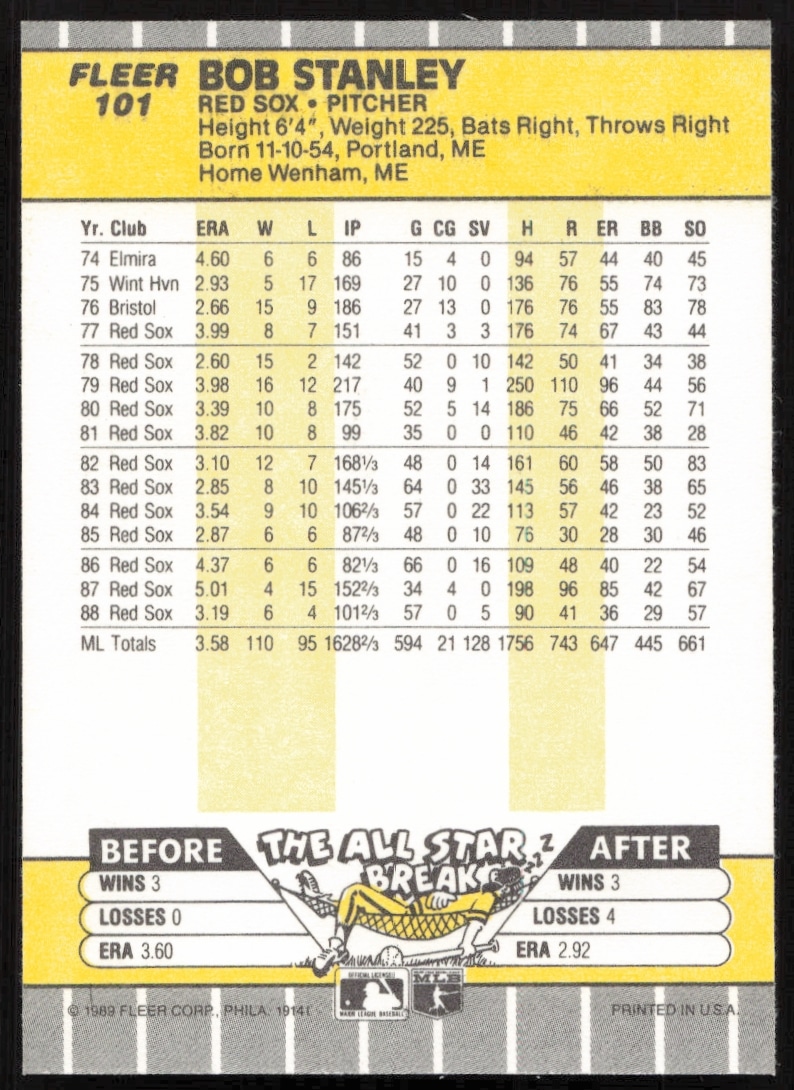 FLEER BOB STANLEY
101 RED SOX • PITCHER
Height 6'4", Weight 225, Bats Right, Throws Right
Born 11-10-54, Portland, ME
Home Wenham, ME
Yr. Club ERA W L IP G CG SV H R ER BB SO
74 Elmira 4.60 6 6 86 15 4 0 94 57 44 40 45
75 Wint Hvn 2.93 5 17 169 27 10 0 136 76 55 74 73
76 Bristol 2.66 15 9 186 27 13 0 176 76 55 83 78
77 Red Sox 3.99 8 7 151 41 3 3 176 74 67 43 44
78 Red Sox 2.60 15 2 142 52 0 10 142 50 41 34 38
79 Red Sox 3.98 16 12 217 40 9 1 250 110 96 44 56
80 Red Sox 3.39 10 8 175 52 5 14 186 75 66 52 71
81 Red Sox 3.82 10 8 99 35 0 0 110 46 42 38 28
82 Red Sox 3.10 12 7 168⅓ 48 0 14 161 60 58 50 83
83 Red Sox 2.85 8 10 145⅓ 64 0 33 145 56 46 38 65
84 Red Sox 3.54 9 10 106⅔ 57 0 22 113 57 42 23 52
85 Red Sox 2.87 6 6 87⅔ 48 0 10 76 30 28 30 46
86 Red Sox 4.37 6 6 82⅓ 66 0 16 109 48 40 22 54
87 Red Sox 5.01 4 15 152⅔ 34 4 0 198 96 85 42 67
88 Red Sox 3.19 6 4 101⅔ 57 0 5 90 41 36 29 57
ML Totals 3.58 110 95 1628⅔ 594 21 128 1756 743 647 445 661
BEFORE THE ALL STAR BREAK ZZZ AFTER
WINS 3 WINS 3
LOSSES 0 LOSSES 4
ERA 3.60 ERA 2.92
OFFICIAL LICENSEE
MAJOR LEAGUE BASEBALL
MLB
© 1989 FLEER CORP., PHILA. 19141 PRINTED IN U.S.A.